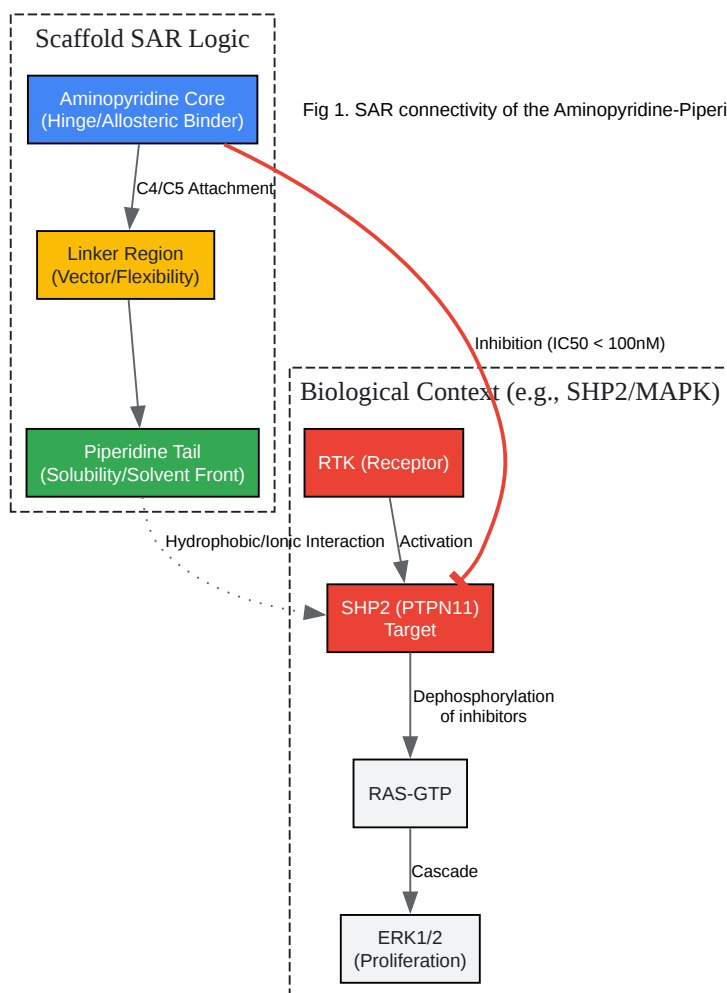 Scaffold SAR Logic
Aminopyridine Core
(Hinge/Allosteric Binder)
Fig 1. SAR connectivity of the Aminopyridine-Piperi
C4/C5 Attachment
Linker Region
(Vector/Flexibility)
Inhibition (IC50 < 100nM)
Biological Context (e.g., SHP2/MAPK)
Piperidine Tail
(Solubility/Solvent Front)
RTK (Receptor)
Hydrophobic/Ionic Interaction
Activation
SHP2 (PTPN11)
Target
Dephosphorylation
of inhibitors
RAS-GTP
Cascade
ERK1/2
(Proliferation)